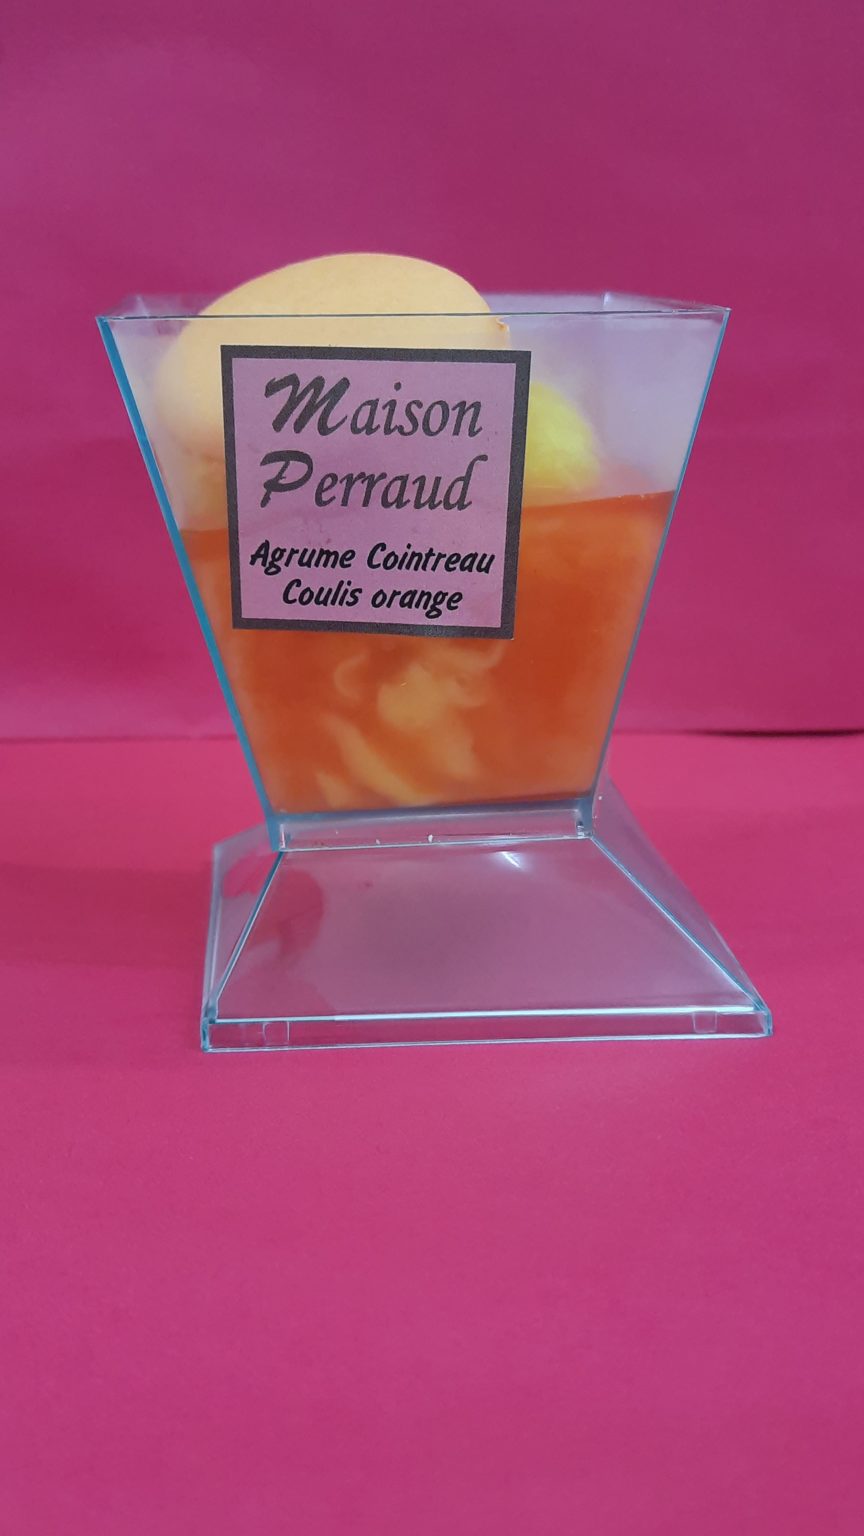 Maison
Perraud
Agrume Cointreau
Coulis orange